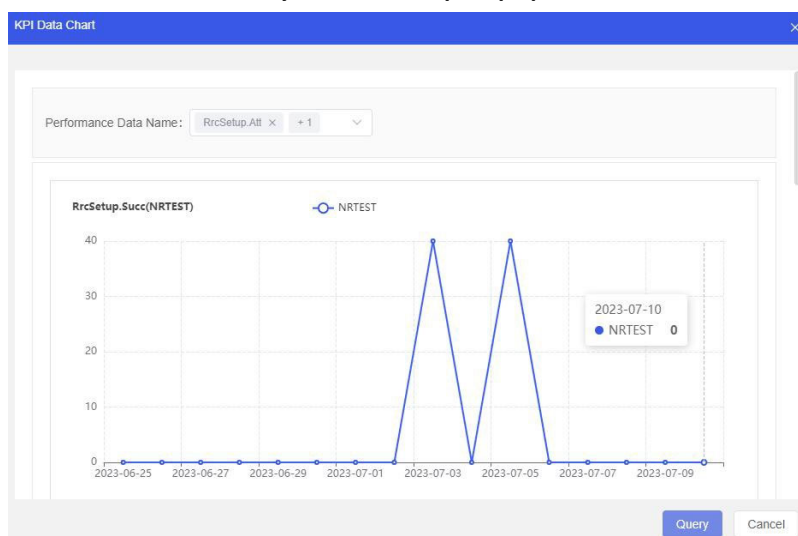 KPI Data Chart ×
Performance Data Name: RrcSetup.Att × + 1
RrcSetup.Succ(NRTEST) NRTEST
40
30
20
10
0
2023-07-10
NRTEST 0
2023-06-25 2023-06-27 2023-06-29 2023-07-01 2023-07-03 2023-07-05 2023-07-07 2023-07-09
Query Cancel